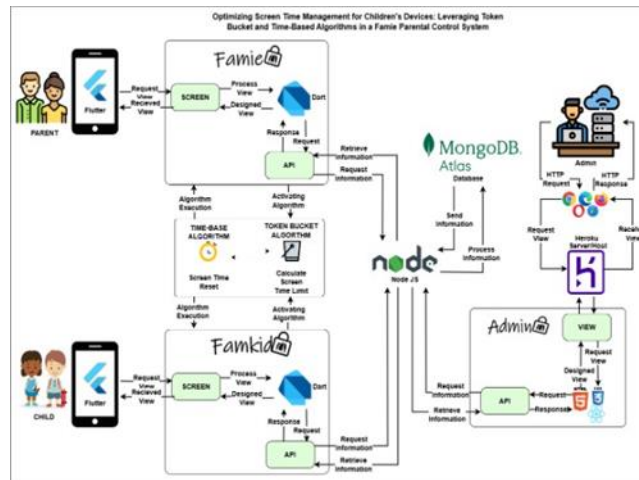 Optimizing Screen Time Management for Children's Devices: Leveraging Token
Bucket and Time-Based Algorithms in a Famie Parental Control System
Famie
PARENT
Flutter
Request
View
Recieved
View
SCREEN
Process
View
Designed
View
Dart
Response
Request
API
Retrieve
Information
Request
Information
Algorithm
Execution
Activating
Algorithm
TIME-BASE
ALGORITHM
Screen Time
Reset
TOKEN BUCKET
ALGORTHM
Calculate
Screen
Time Limit
Algorithm
Execution
Activating
Algorithm
Famkid
CHILD
Flutter
Request
View
Recieved
View
SCREEN
Process
View
Designed
View
Dart
Response
Request
API
Request
Information
Retrieve
Information
MongoDB.
Atlas
Database
Send
Information
Process
Information
node
Node JS
Admin
HTTP
Request
HTTP
Response
Request
View
Heroku
Server/Host
Admin
VIEW
Request
View
Designed
View
API
Request
Response
Request
Information
Retrieve
Information